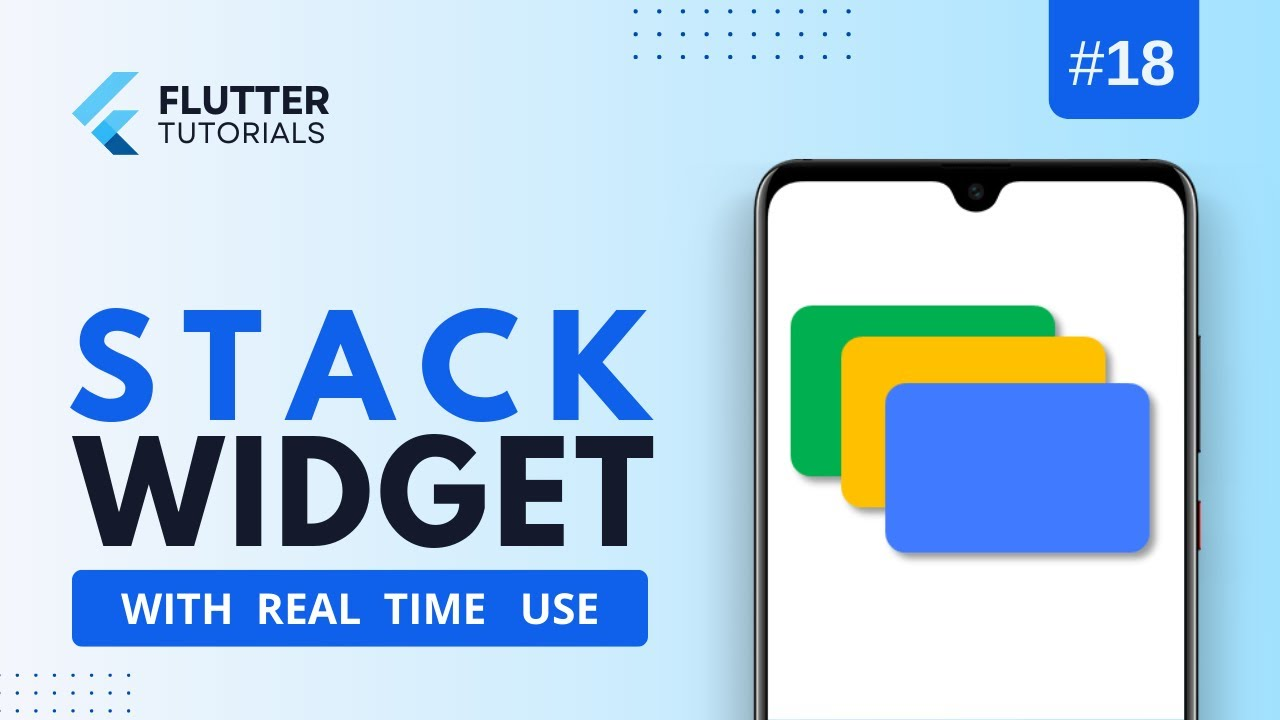 #18
FLUTTER
TUTORIALS
STACK
WIDGET
WITH REAL TIME USE